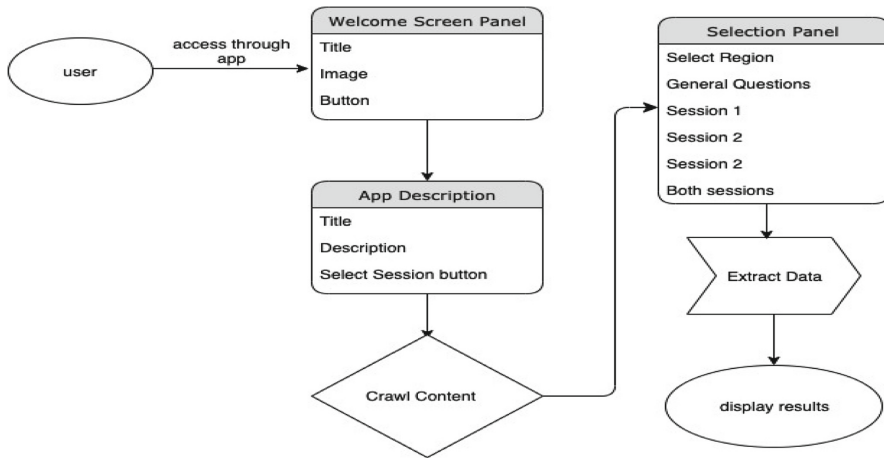 user
access through
app
Welcome Screen Panel
Title
Image
Button
App Description
Title
Description
Select Session button
Crawl Content
Selection Panel
Select Region
General Questions
Session 1
Session 2
Session 2
Both sessions
Extract Data
display results